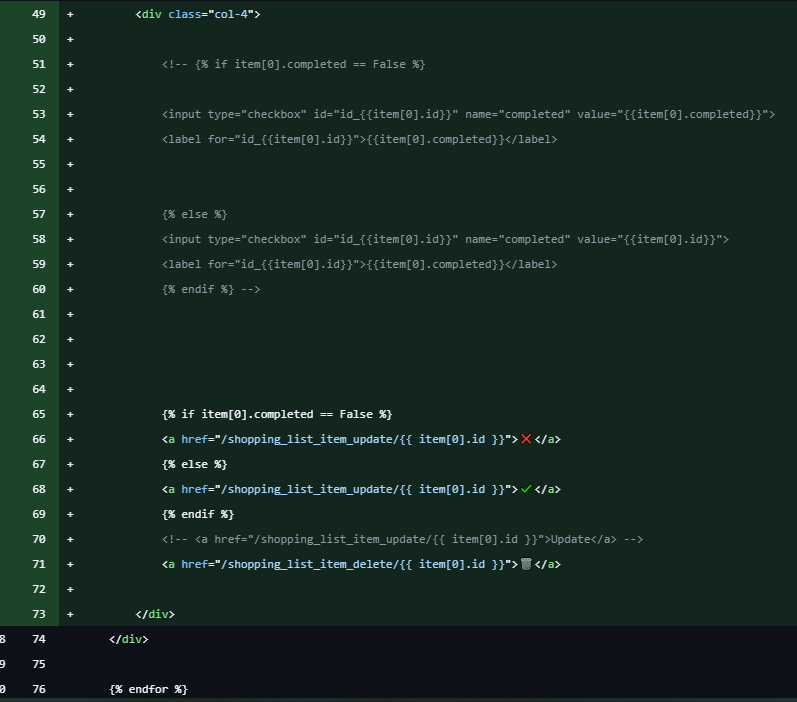 49 + <div class="col-4">
50 +
51 + <!-- {% if item[0].completed == False %}
52 +
53 + <input type="checkbox" id="id_{{item[0].id}}" name="completed" value="{{item[0].completed}}">
54 + <label for="id_{{item[0].id}}">{{item[0].completed}}</label>
55 +
56 +
57 + {% else %}
58 + <input type="checkbox" id="id_{{item[0].id}}" name="completed" value="{{item[0].id}}">
59 + <label for="id_{{item[0].id}}">{{item[0].completed}}</label>
60 + {% endif %} -->
61 +
62 +
63 +
64 +
65 + {% if item[0].completed == False %}
66 + <a href="/shopping_list_item_update/{{ item[0].id }}">❌</a>
67 + {% else %}
68 + <a href="/shopping_list_item_update/{{ item[0].id }}">✔</a>
69 + {% endif %}
70 + <!-- <a href="/shopping_list_item_update/{{ item[0].id }}">Update</a> -->
71 + <a href="/shopping_list_item_delete/{{ item[0].id }}">🗑</a>
72 +
73 + </div>
8 74 </div>
9 75
0 76 {% endfor %}